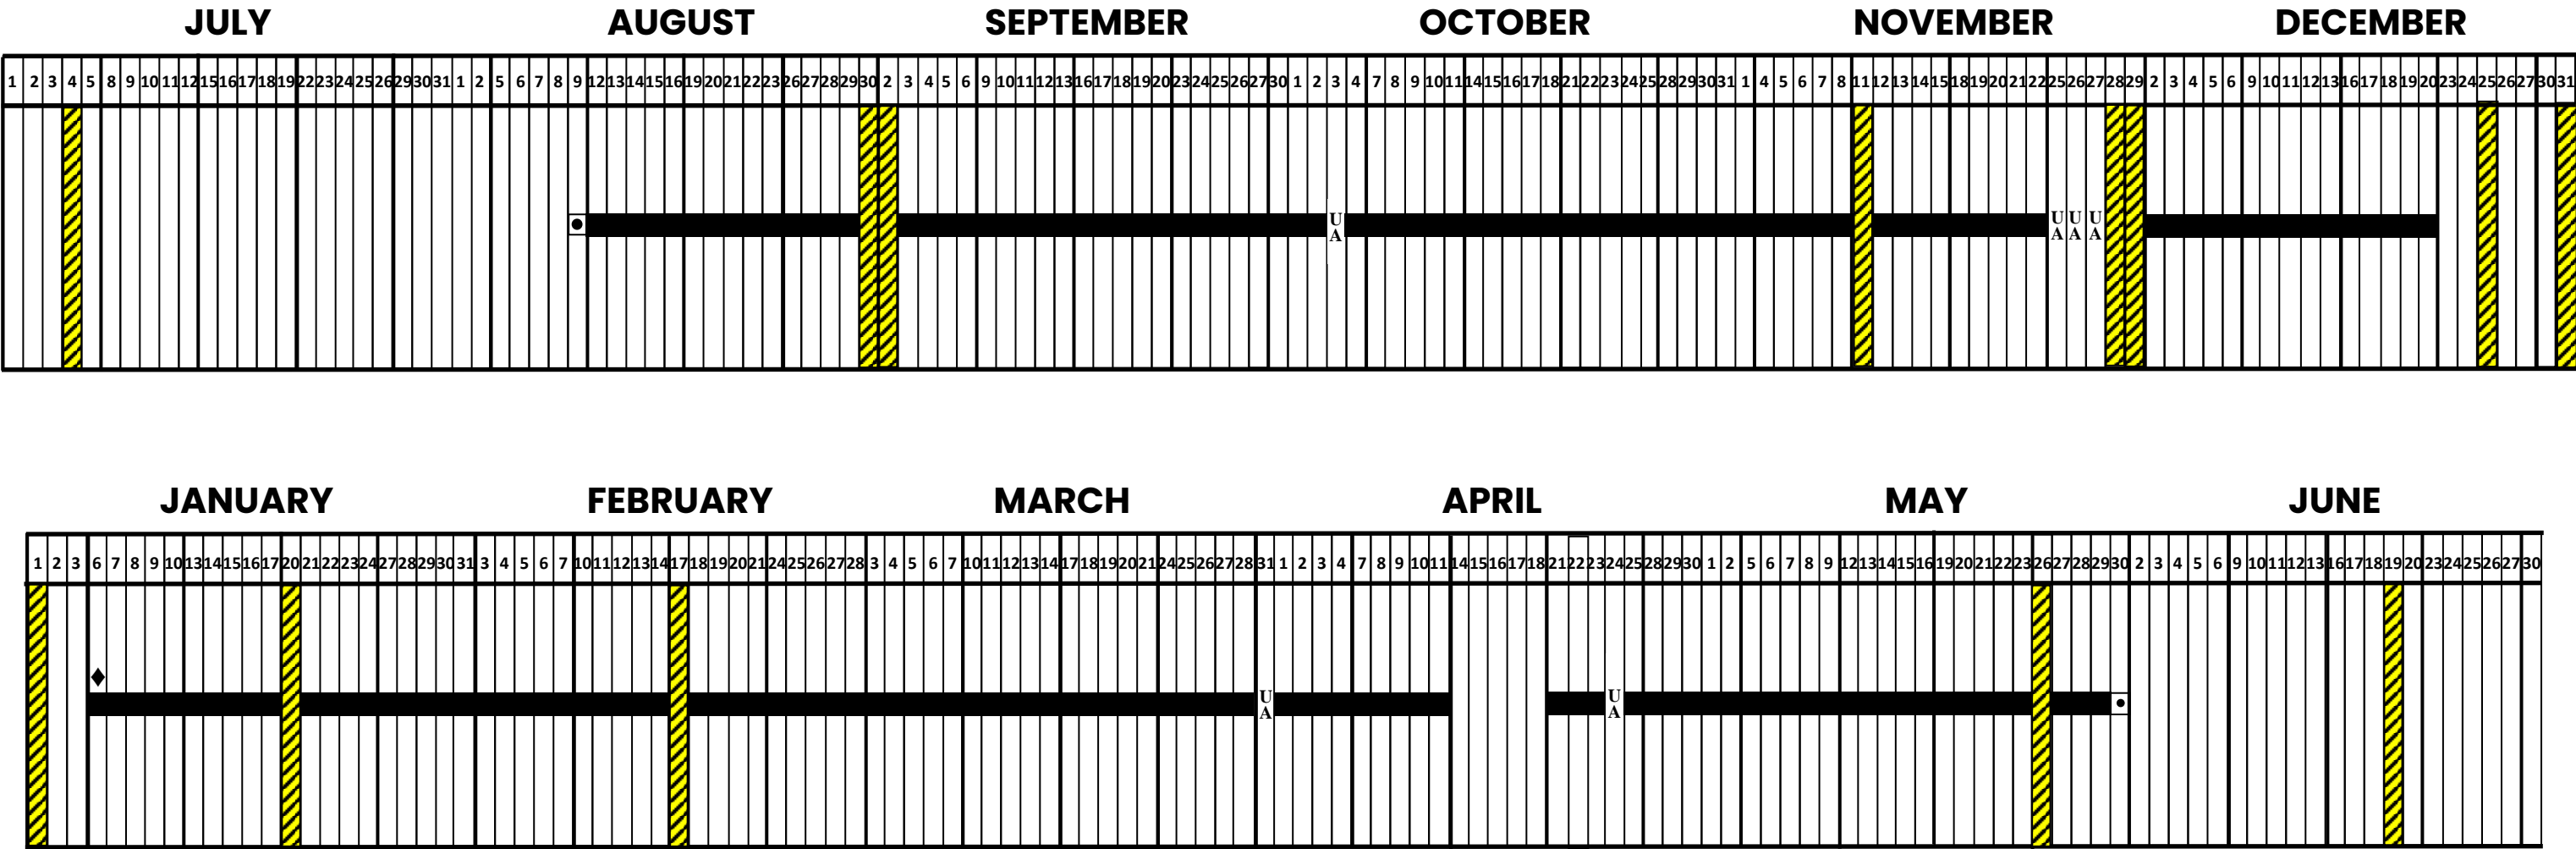 JULY AUGUST SEPTEMBER OCTOBER NOVEMBER DECEMBER
1 2 3 4 5 8 9 10 11 12 15 16 17 18 19 22 23 24 25 26 29 30 31 1 2 5 6 7 8 9 12 13 14 15 16 19 20 21 22 23 26 27 28 29 30 2 3 4 5 6 9 10 11 12 13 16 17 18 19 20 23 24 25 26 27 30 1 2 3 4 7 8 9 10 11 14 15 16 17 18 21 22 23 24 25 28 29 30 31 1 4 5 6 7 8 11 12 13 14 15 18 19 20 21 22 25 26 27 28 29 2 3 4 5 6 9 10 11 12 13 16 17 18 19 20 23 24 25 26 27 30 31
U U U U
A A A A
JANUARY FEBRUARY MARCH APRIL MAY JUNE
1 2 3 6 7 8 9 10 13 14 15 16 17 20 21 22 23 24 27 28 29 30 31 3 4 5 6 7 10 11 12 13 14 17 18 19 20 21 24 25 26 27 28 3 4 5 6 7 10 11 12 13 14 17 18 19 20 21 24 25 26 27 28 31 1 2 3 4 7 8 9 10 11 14 15 16 17 18 21 22 23 24 25 28 29 30 1 2 5 6 7 8 9 12 13 14 15 16 19 20 21 22 23 26 27 28 29 30 2 3 4 5 6 9 10 11 12 13 16 17 18 19 20 23 24 25 26 27 30
U U
A A